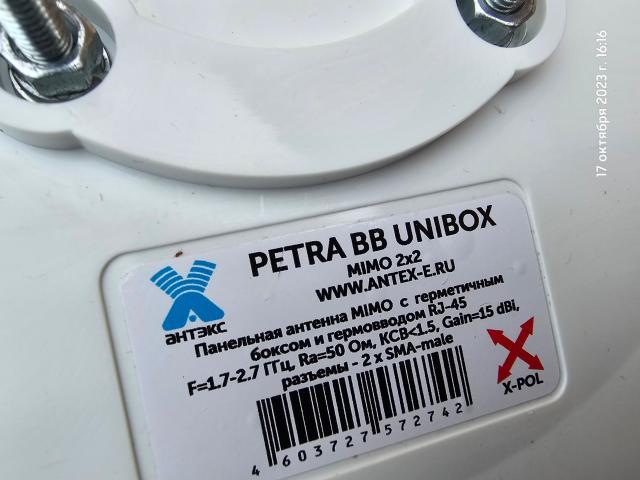 17 октября 2023 г. 16:16
PETRA BB UNIBOX
MIMO 2x2
WWW.ANTEX-E.RU
антэкс
Панельная антенна MIMO с герметичным
боксом и гермовводом RJ-45
F=1.7-2.7 ГГц, Ra=50 Ом, КСВ<1.5, Gain=15 dBi,
разъемы - 2 x SMA-male
X-POL
4 603727 572742